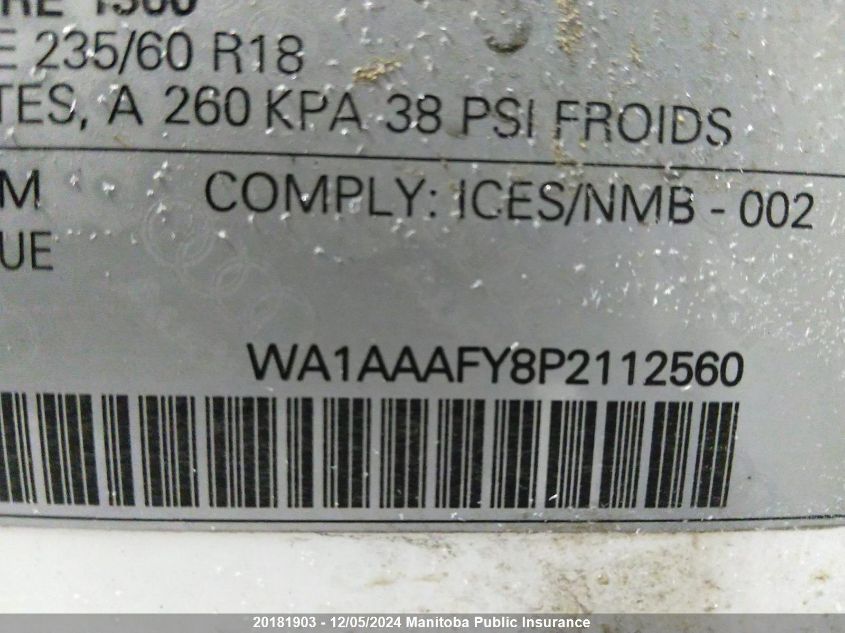 1300
E 235/60 R18
TES, A 260 KPA 38 PSI FROIDS
M COMPLY: ICES/NMB - 002
UE
WA1AAAFY8P2112560
20181903 - 12/05/2024 Manitoba Public Insurance